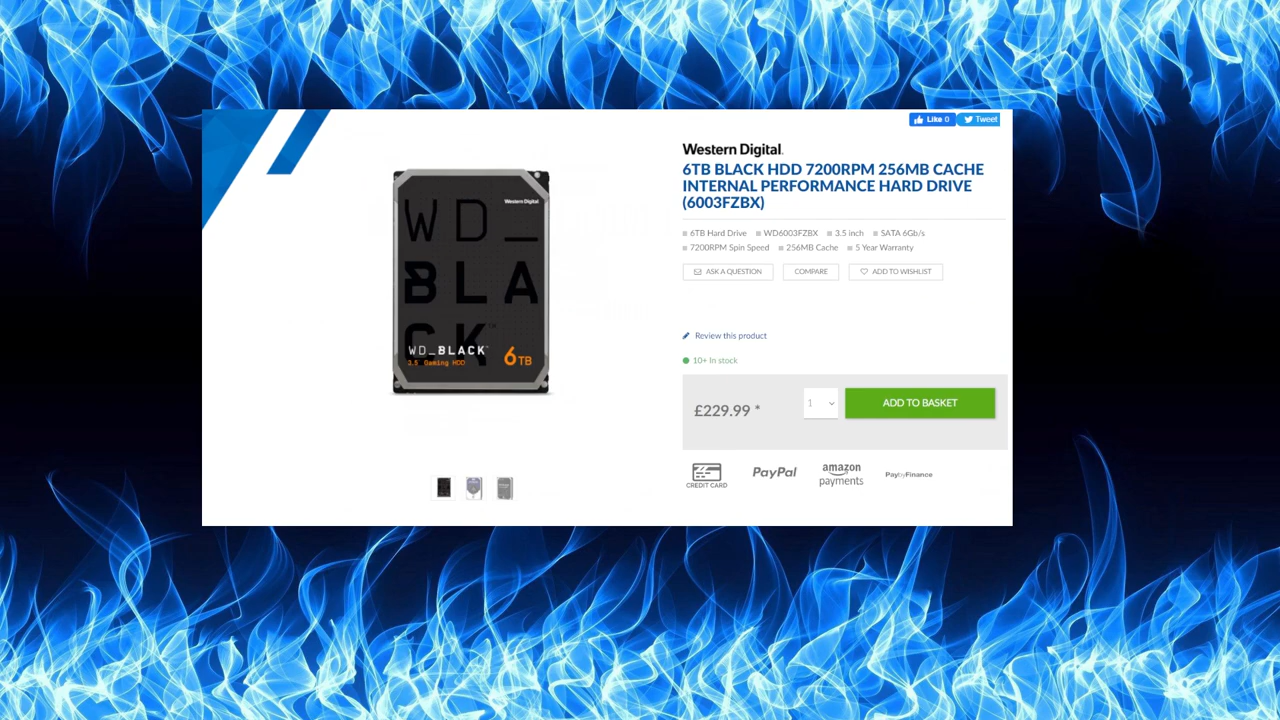 Like 0
Tweet
Western Digital.
6TB BLACK HDD 7200RPM 256MB CACHE
INTERNAL PERFORMANCE HARD DRIVE
(6003FZBX)
6TB Hard Drive WD6003FZBX 3.5 inch SATA 6Gb/s
7200RPM Spin Speed 256MB Cache 5 Year Warranty
ASK A QUESTION COMPARE ADD TO WISHLIST
Review this product
10+ In stock
£229.99 * 1 ADD TO BASKET
CREDIT CARD PayPal amazon payments PaybyFinance
Western Digital
WD_
BLA
CK™
WD_BLACK™
3.5 Gaming HDD
6TB